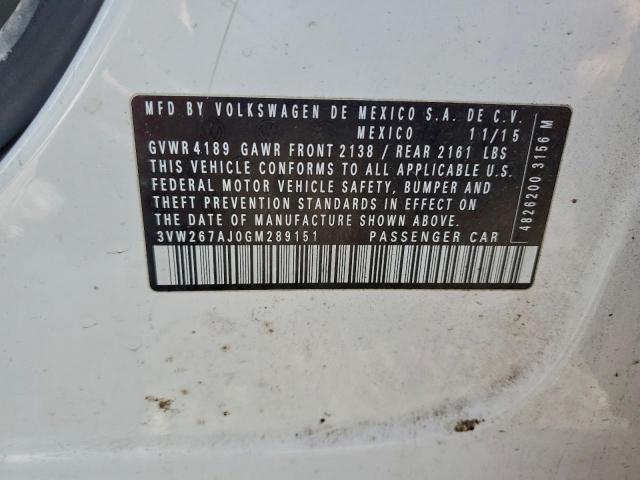 MFD BY VOLKSWAGEN DE MEXICO S.A. DE C.V.
MEXICO 11/15
GVWR 4189 GAWR FRONT 2138 / REAR 2161 LBS
THIS VEHICLE CONFORMS TO ALL APPLICABLE U.S.
FEDERAL MOTOR VEHICLE SAFETY, BUMPER AND
THEFT PREVENTION STANDARDS IN EFFECT ON
THE DATE OF MANUFACTURE SHOWN ABOVE.
3VW267AJ0GM289151 PASSENGER CAR
4826200 3156 M